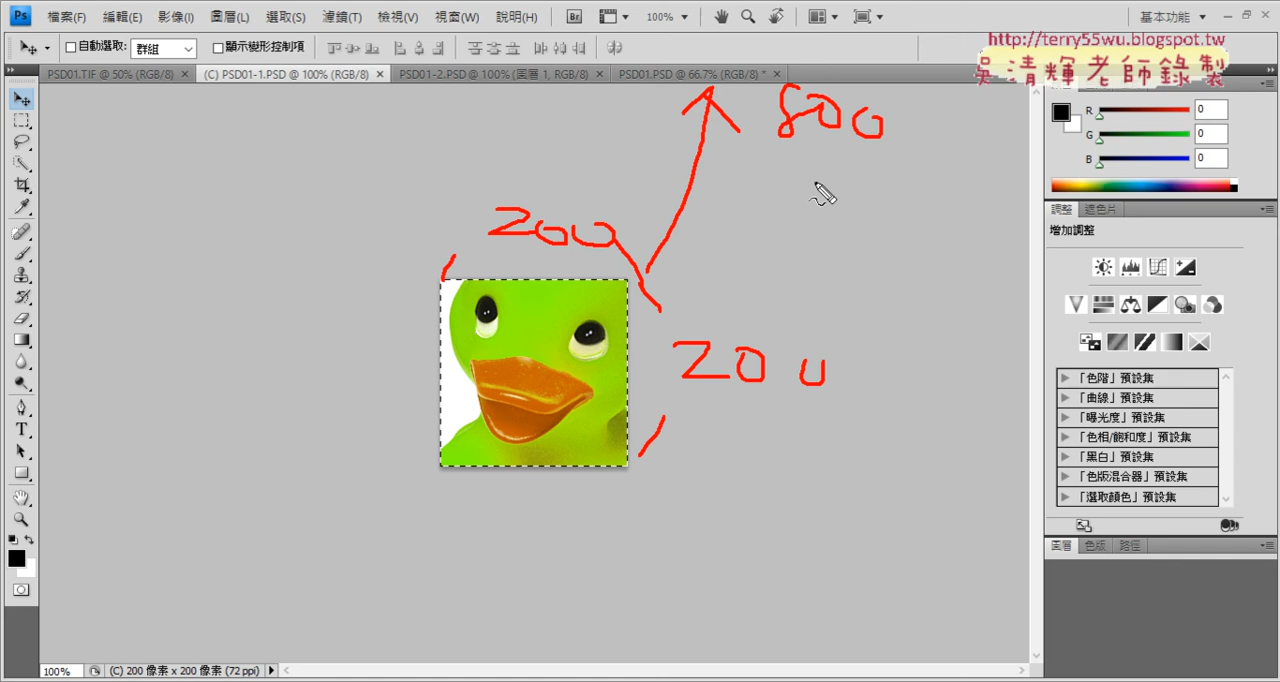 檔案(F) 編輯(E) 影像(I) 圖層(L) 選取(S) 濾鏡(T) 檢視(V) 視窗(W) 說明(H) Br 100% 基本功能
自動選取: 群組 顯示變形控制項
http://terry55wu.blogspot.tw
吳清輝老師錄製
PSD01.TIF @ 50% (RGB/8) (C) PSD01-1.PSD @ 100% (RGB/8) PSD01-2.PSD @ 100% (圖層 1, RGB/8) PSD01.PSD @ 66.7% (RGB/8) *
800
200
200
R 0
G 0
B 0
調整 遮色片
增加調整
「色階」預設集
「曲線」預設集
「曝光度」預設集
「色相/飽和度」預設集
「黑白」預設集
「色版混合器」預設集
「選取顏色」預設集
圖層 色版 路徑
100% (C) 200 像素 x 200 像素 (72 ppi)